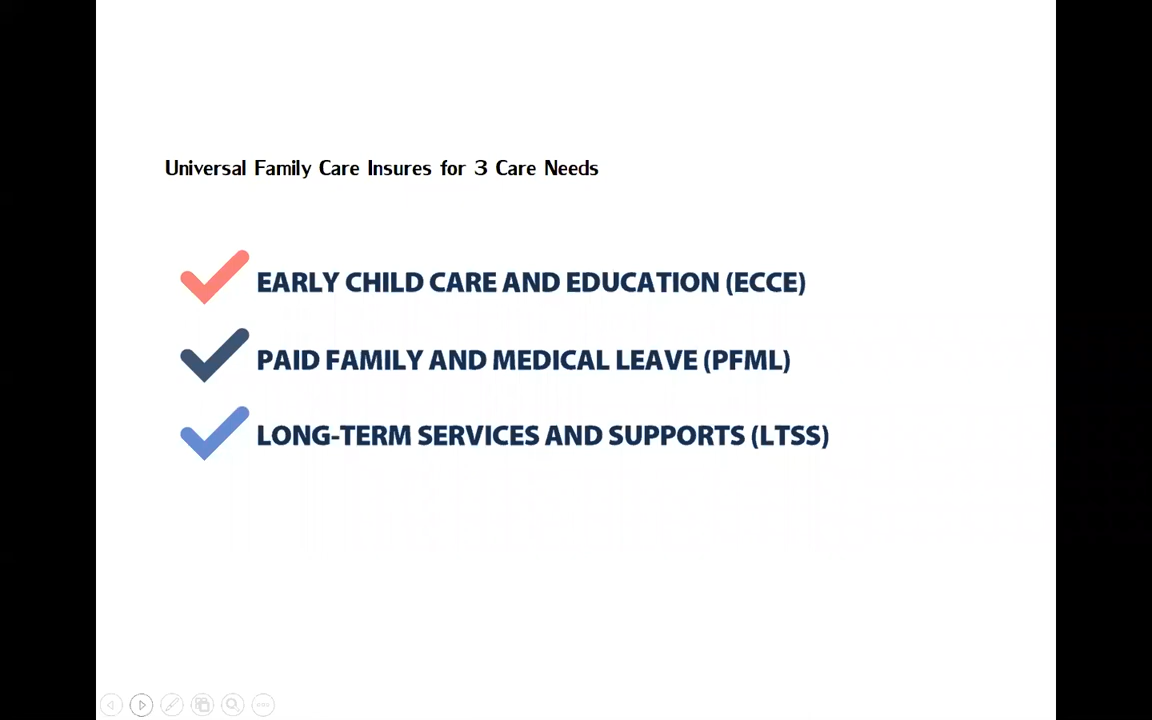 Universal Family Care Insures for 3 Care Needs
EARLY CHILD CARE AND EDUCATION (ECCE)
PAID FAMILY AND MEDICAL LEAVE (PFML)
LONG-TERM SERVICES AND SUPPORTS (LTSS)